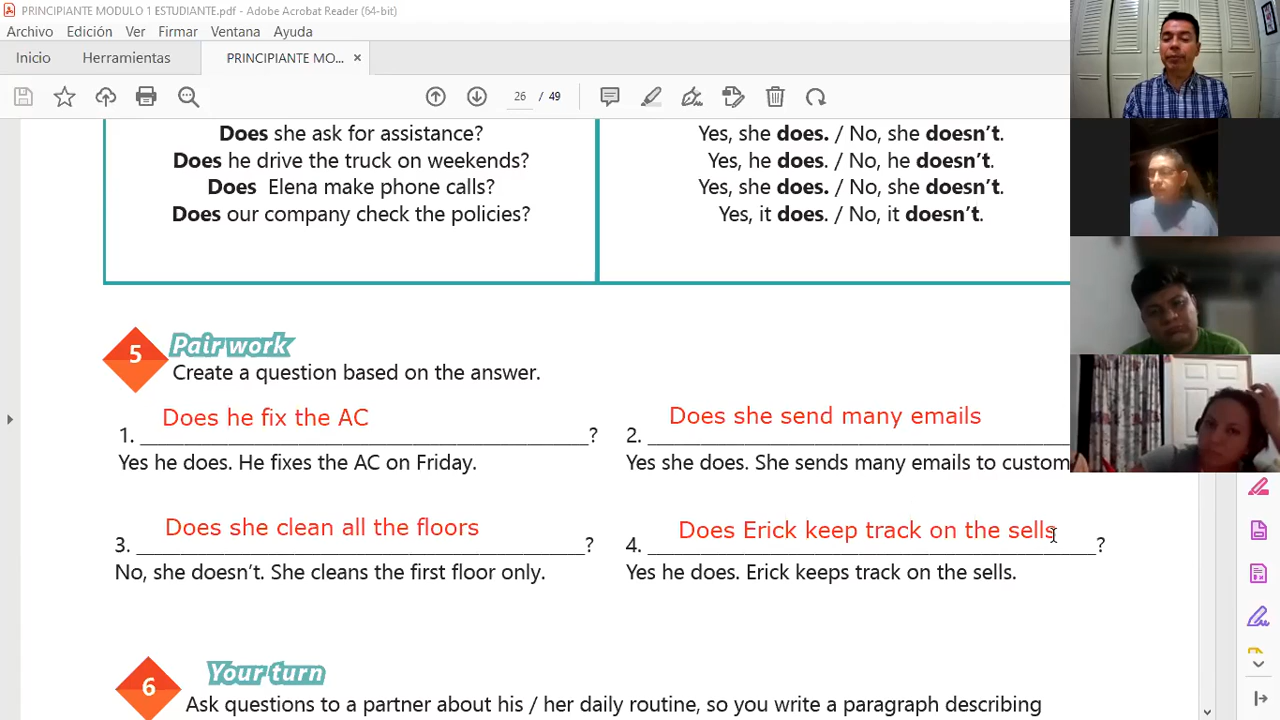 PRINCIPIANTE MODULO 1 ESTUDIANTE.pdf - Adobe Acrobat Reader (64-bit)
Archivo Edición Ver Firmar Ventana Ayuda
Inicio Herramientas PRINCIPIANTE MO... ×
26 / 49
Does she ask for assistance? Yes, she does. / No, she doesn't.
Does he drive the truck on weekends? Yes, he does. / No, he doesn't.
Does Elena make phone calls? Yes, she does. / No, she doesn't.
Does our company check the policies? Yes, it does. / No, it doesn't.
5 Pair work
Create a question based on the answer.
Does he fix the AC
1. ______________________________________________?
Yes he does. He fixes the AC on Friday.
Does she send many emails
2. ______________________________________________
Yes she does. She sends many emails to custom
Does she clean all the floors
3. ______________________________________________?
No, she doesn't. She cleans the first floor only.
Does Erick keep track on the sells
4. ______________________________________________?
Yes he does. Erick keeps track on the sells.
6 Your turn
Ask questions to a partner about his / her daily routine, so you write a paragraph describing